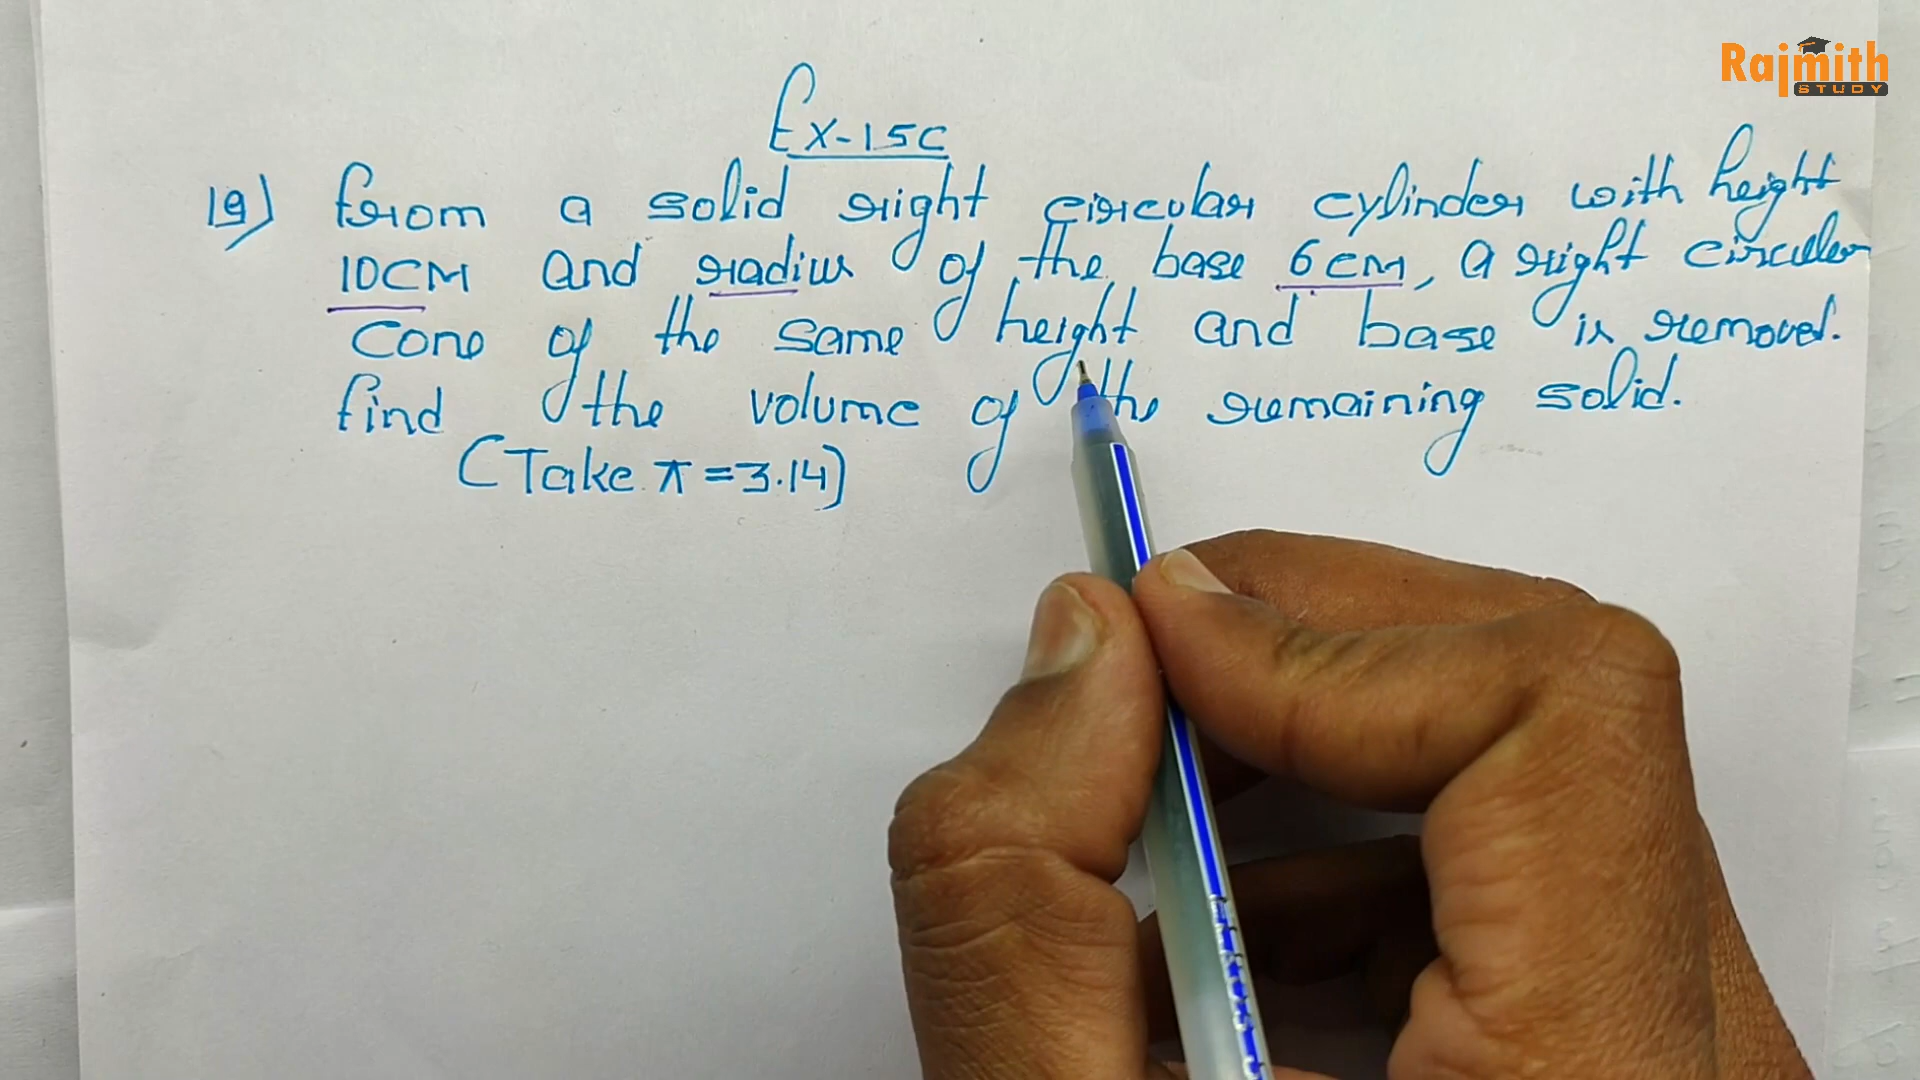 Rajmith
STUDY
Ex-15C
19) from a solid right circular cylinder with height
10CM and radius of the base 6cm, a right circular
Cone of the same height and base is removed.
find the volume of the remaining solid.
(Take π=3.14)